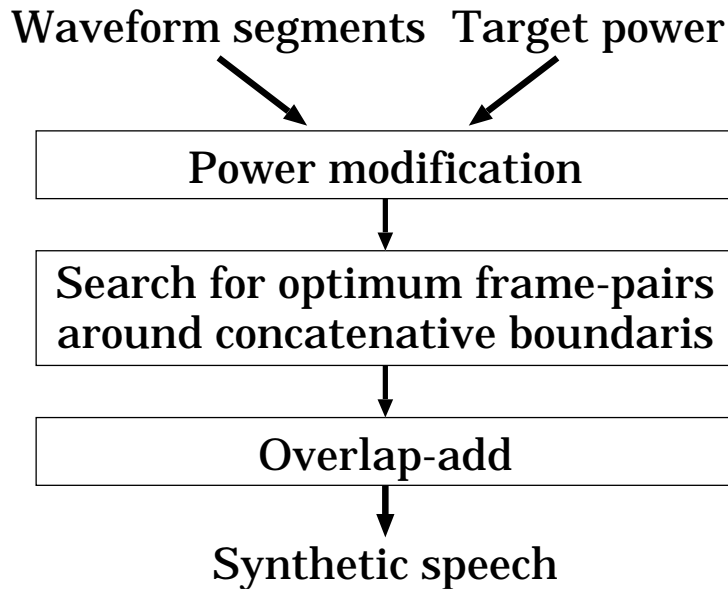 Waveform segments Target power
Power modification
Search for optimum frame-pairs
around concatenative boundaris
Overlap-add
Synthetic speech